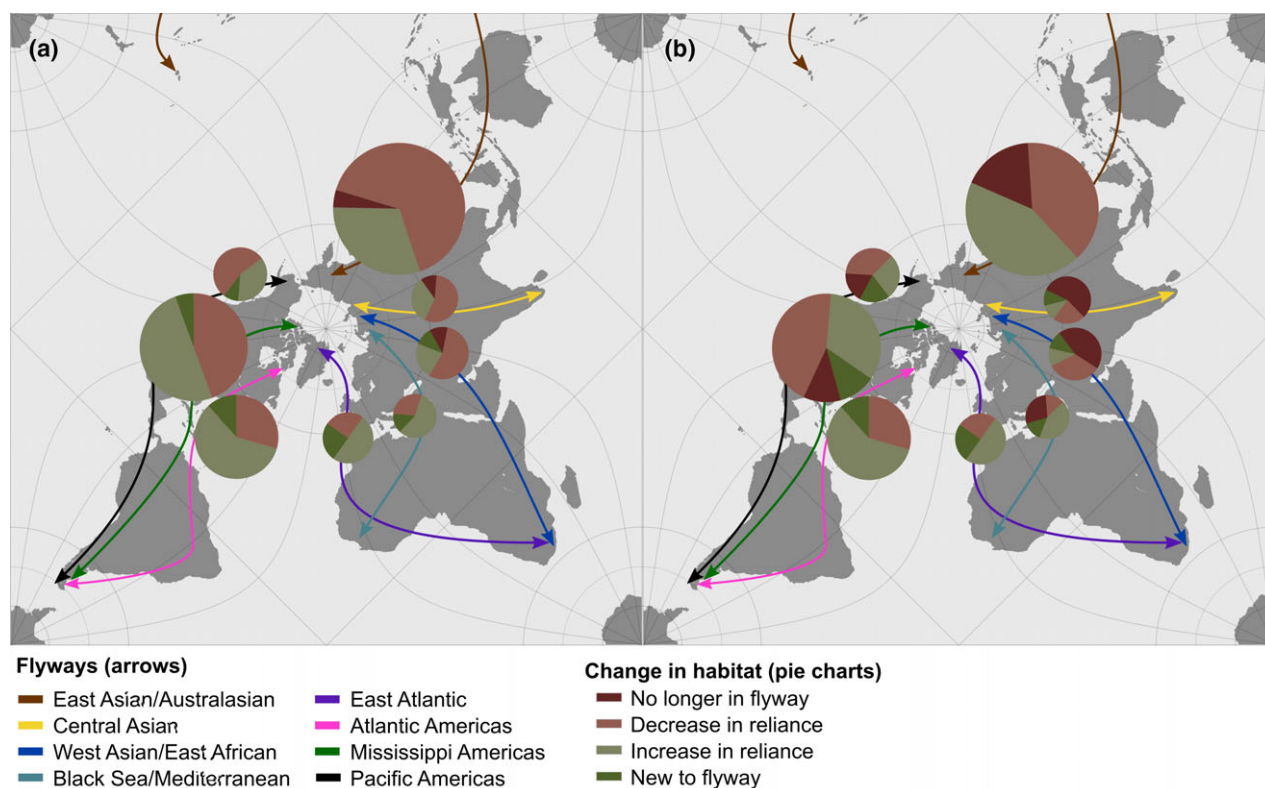 (a)
(b)
Flyways (arrows)
East Asian/Australasian
Central Asian
West Asian/East African
Black Sea/Mediterranean
East Atlantic
Atlantic Americas
Mississippi Americas
Pacific Americas
Change in habitat (pie charts)
No longer in flyway
Decrease in reliance
Increase in reliance
New to flyway